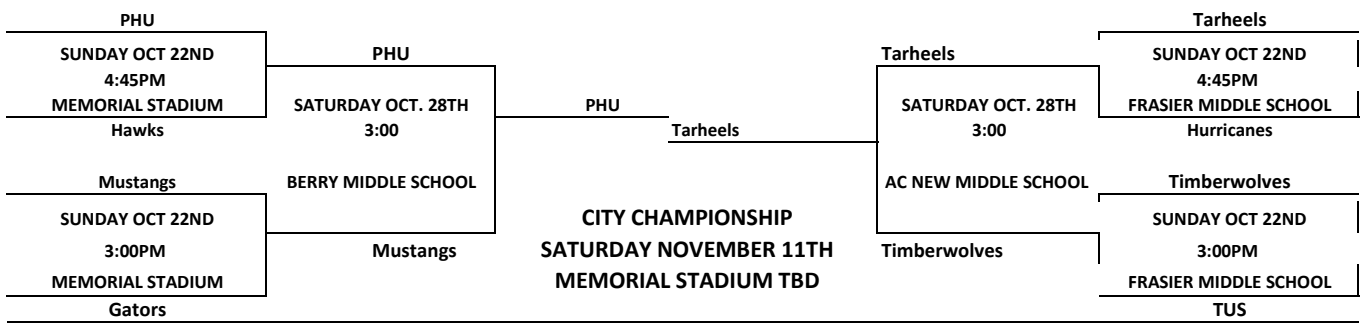 PHU
SUNDAY OCT 22ND
4:45PM
MEMORIAL STADIUM
Hawks
Mustangs
SUNDAY OCT 22ND
3:00PM
MEMORIAL STADIUM
Gators
PHU
SATURDAY OCT. 28TH
3:00
BERRY MIDDLE SCHOOL
Mustangs
PHU
Tarheels
CITY CHAMPIONSHIP
SATURDAY NOVEMBER 11TH
MEMORIAL STADIUM TBD
Tarheels
SATURDAY OCT. 28TH
3:00
AC NEW MIDDLE SCHOOL
Timberwolves
Tarheels
SUNDAY OCT 22ND
4:45PM
FRASIER MIDDLE SCHOOL
Hurricanes
Timberwolves
SUNDAY OCT 22ND
3:00PM
FRASIER MIDDLE SCHOOL
TUS